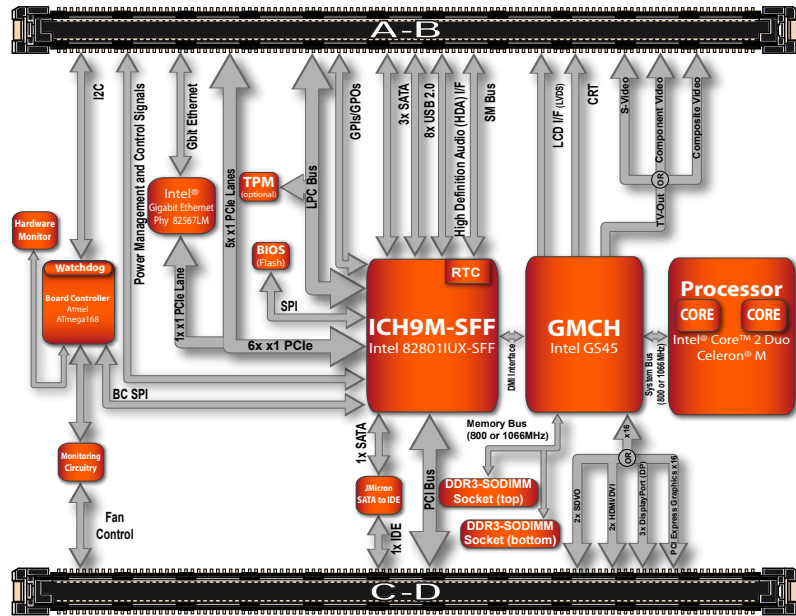 A-B
I2C
Power Management and Control Signals
Gbit Ethernet
5x x1 PCIe Lanes
LPC Bus
GPIs/GPOs
3x SATA
8x USB 2.0
High Definition Audio (HDA) I/F
SM Bus
LCD I/F (LVDS)
CRT
S-Video
Component Video
Composite Video
OR
TV-Out
Intel®
Gigabit Ethernet
Phy 82567LM
TPM
(optional)
Hardware
Monitor
BIOS
(Flash)
SPI
Watchdog
Board Controller
Atmel
ATmega168
1x x1 PCIe Lane
6x x1 PCIe
BC SPI
RTC
ICH9M-SFF
Intel 82801IUX-SFF
DMI Interface
GMCH
Intel GS45
System Bus
(800 or 1066MHz)
Processor
CORE
CORE
Intel® Core™ 2 Duo
Celeron® M
Monitoring
Circuitry
Fan
Control
1x SATA
JMicron
SATA to IDE
1x IDE
PCI Bus
Memory Bus
(800 or 1066MHz)
DDR3-SODIMM
Socket (top)
DDR3-SODIMM
Socket (bottom)
x16
OR
2x SDVO
2x HDMI/DVI
3x DisplayPort (DP)
PCI Express Graphics x16
C-D